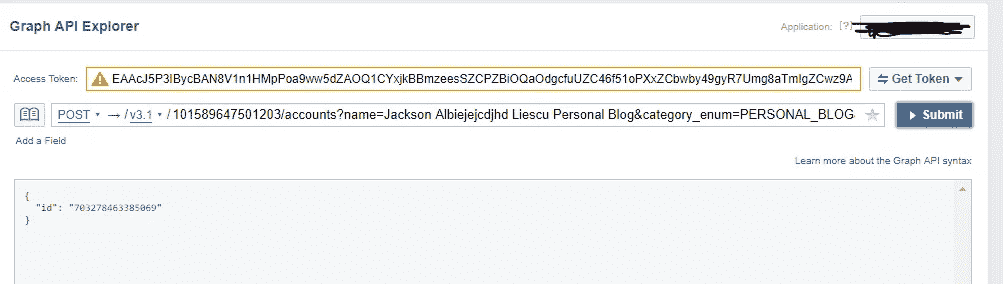 Graph API Explorer
Application: [?]
Access Token: EAAcJ5P3lBycBAN8V1n1HMpPoa9ww5dZAOQ1CYxjkBBmzeesSZCPZBiOQaOdgcfuUZC46f51oPXxZCbwby49gyR7Umg8aTmIgZCwz9A Get Token
POST → /v3.1 / 101589647501203/accounts?name=Jackson Albiejejcdjhd Liescu Personal Blog&category_enum=PERSONAL_BLOG Submit
Add a Field
Learn more about the Graph API syntax
{
"id": "703278463385069"
}